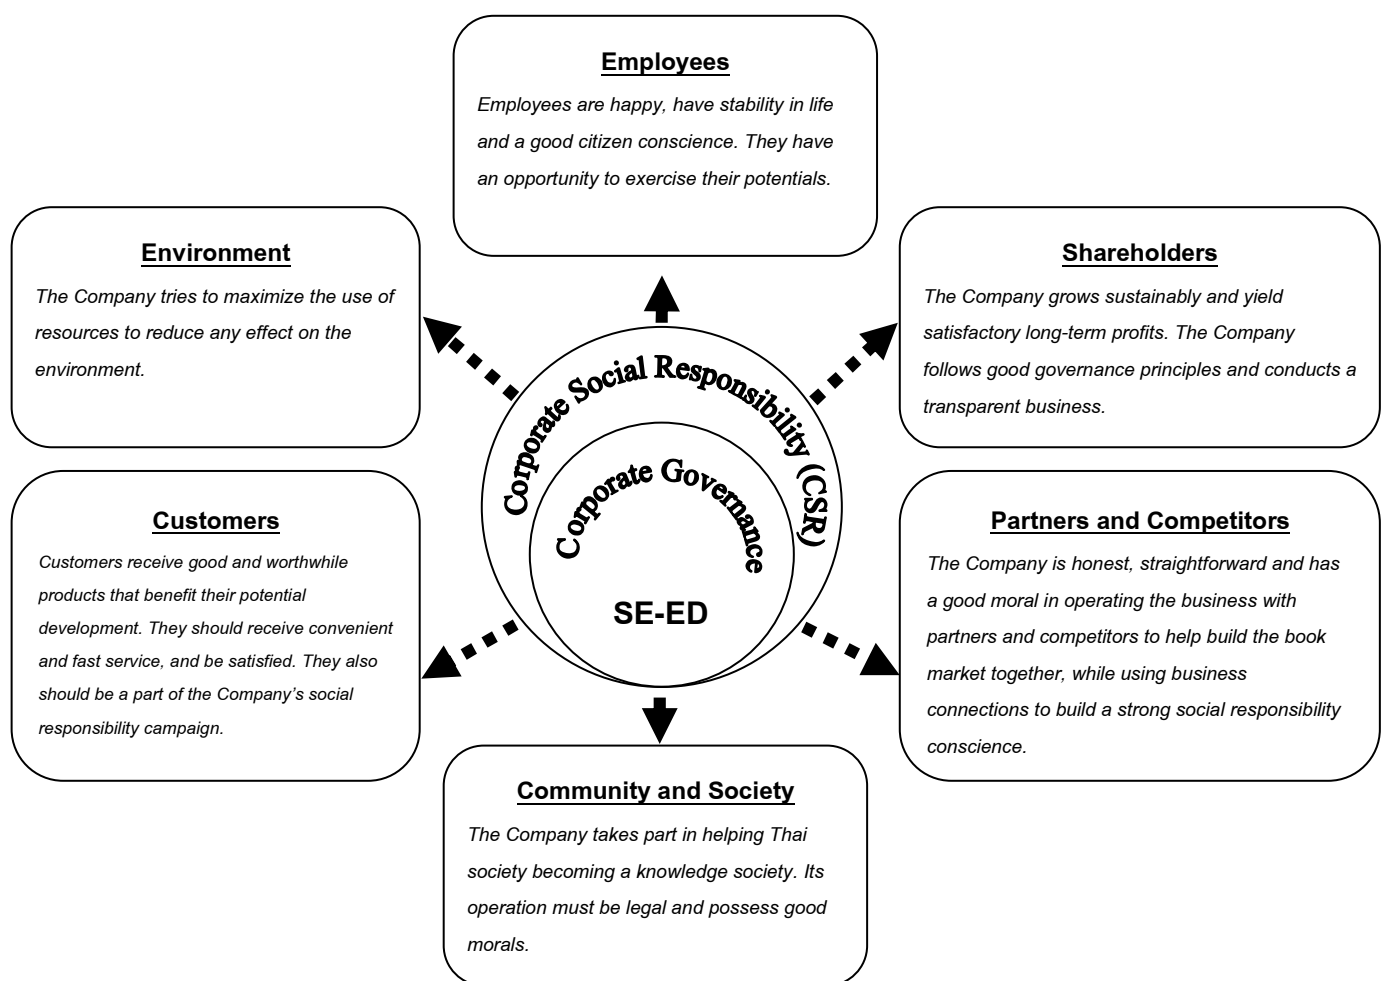 Employees
Employees are happy, have stability in life
and a good citizen conscience. They have
an opportunity to exercise their potentials.
Environment
The Company tries to maximize the use of
resources to reduce any effect on the
environment.
Shareholders
The Company grows sustainably and yield
satisfactory long-term profits. The Company
follows good governance principles and conducts a
transparent business.
Corporate Social Responsibility (CSR)
Corporate Governance
SE-ED
Customers
Customers receive good and worthwhile
products that benefit their potential
development. They should receive convenient
and fast service, and be satisfied. They also
should be a part of the Company’s social
responsibility campaign.
Partners and Competitors
The Company is honest, straightforward and has
a good moral in operating the business with
partners and competitors to help build the book
market together, while using business
connections to build a strong social responsibility
conscience.
Community and Society
The Company takes part in helping Thai
society becoming a knowledge society. Its
operation must be legal and possess good
morals.